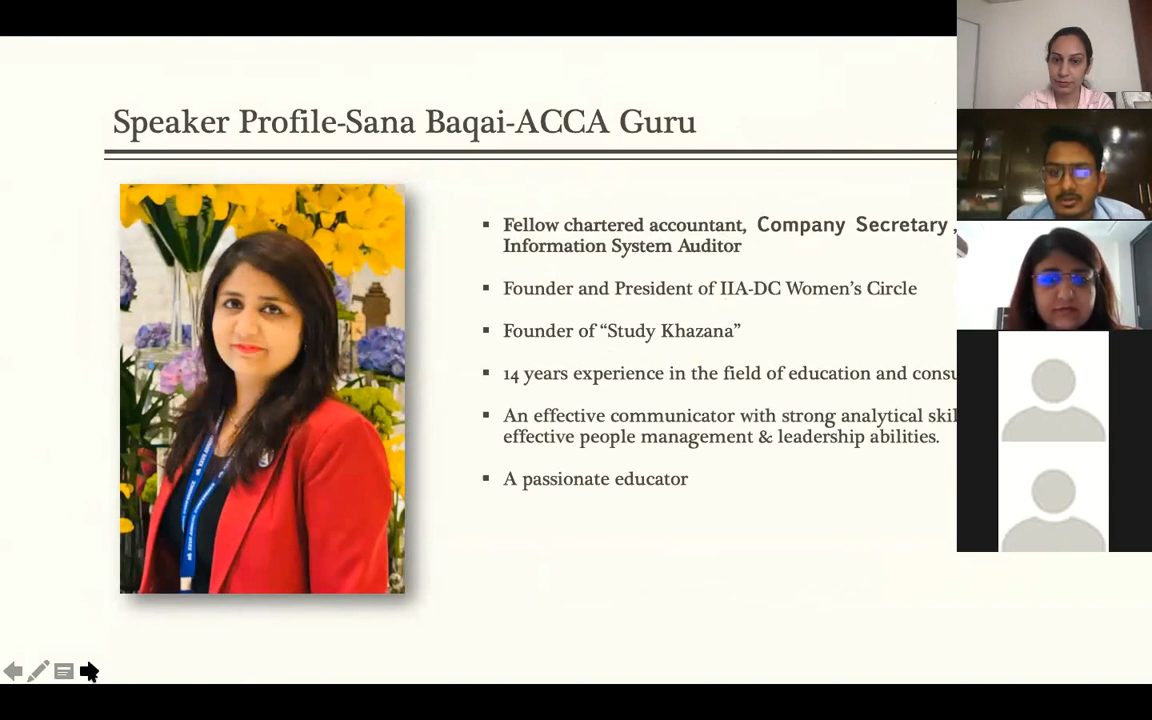 Speaker Profile-Sana Baqai-ACCA Guru
Fellow chartered accountant, Company Secretary ,
Information System Auditor
Founder and President of IIA-DC Women’s Circle
Founder of “Study Khazana”
14 years experience in the field of education and
An effective communicator with strong analytical
effective people management & leadership abilities.
A passionate educator